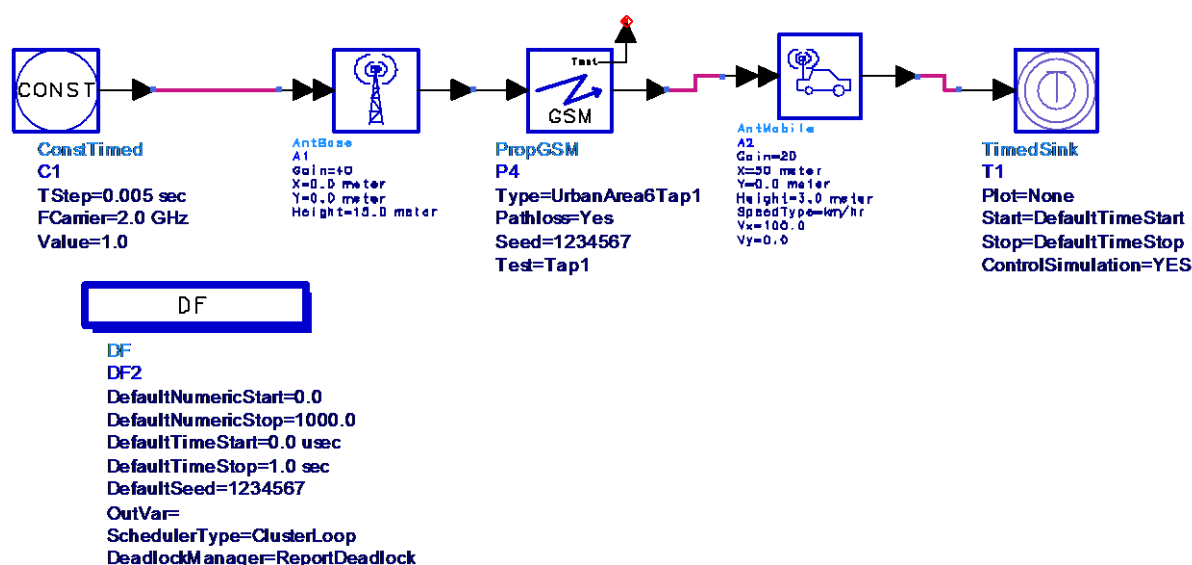 CONST
ConstTimed
C1
TStep=0.005 sec
FCarrier=2.0 GHz
Value=1.0
AntBase
A1
Gain=40
X=0.0 meter
Y=0.0 meter
Height=15.0 meter
Test
GSM
PropGSM
P4
Type=UrbanArea6Tap1
Pathloss=Yes
Seed=1234567
Test=Tap1
AntMobile
A2
Gain=20
X=50 meter
Y=0.0 meter
Height=3.0 meter
SpeedType=km/hr
Vx=100.0
Vy=0.0
T
TimedSink
T1
Plot=None
Start=DefaultTimeStart
Stop=DefaultTimeStop
ControlSimulation=YES
DF
DF
DF2
DefaultNumericStart=0.0
DefaultNumericStop=1000.0
DefaultTimeStart=0.0 usec
DefaultTimeStop=1.0 sec
DefaultSeed=1234567
OutVar=
SchedulerType=ClusterLoop
DeadlockManager=ReportDeadlock